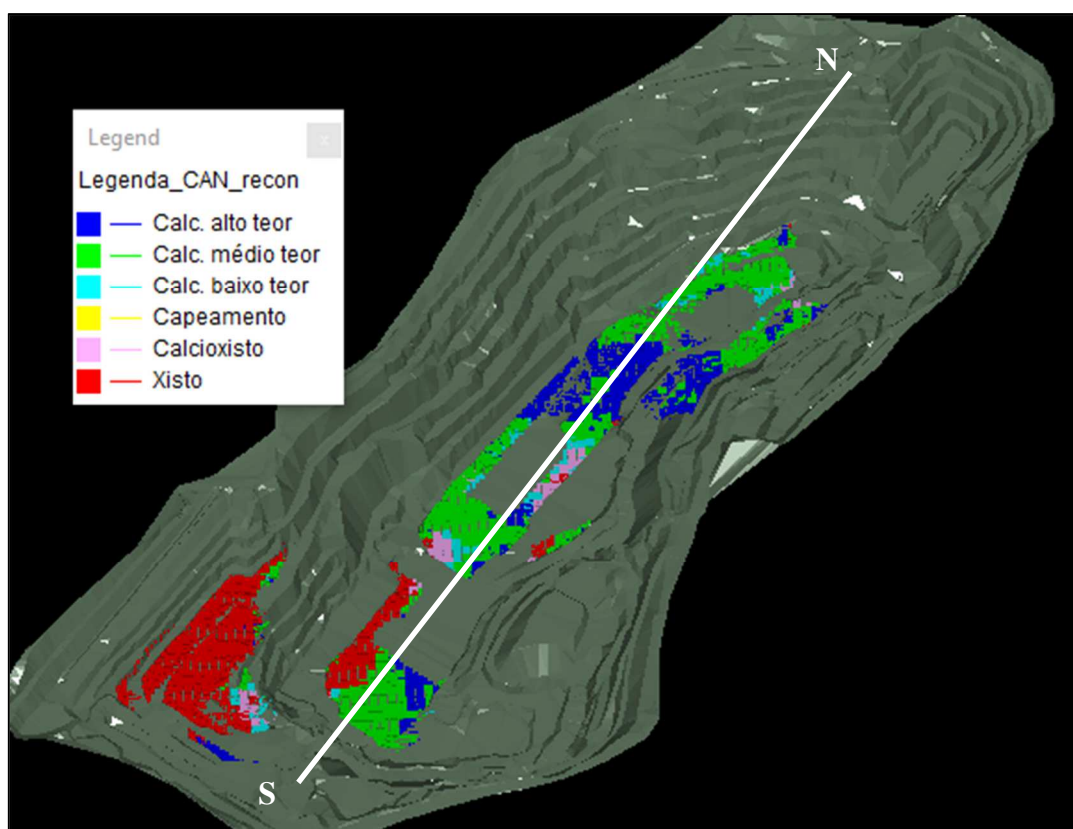 N
Legend
Legenda_CAN_recon
Calc. alto teor
Calc. médio teor
Calc. baixo teor
Capeamento
Calcioxisto
Xisto
S